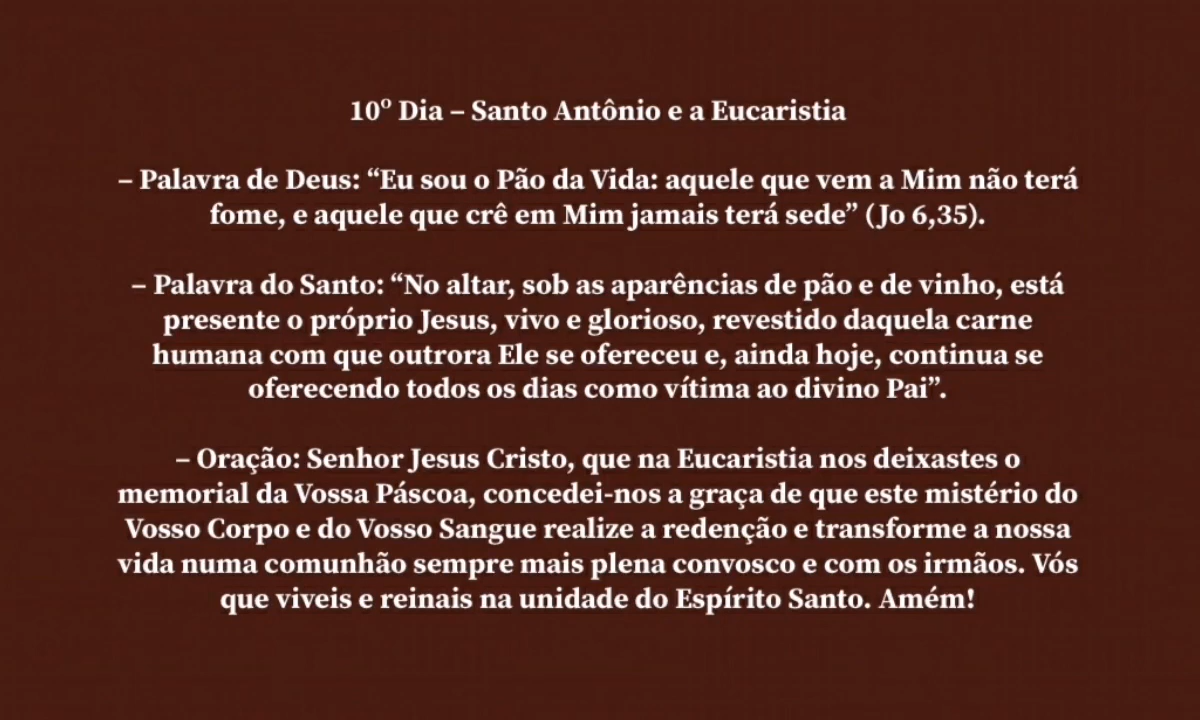 10º Dia – Santo Antônio e a Eucaristia
– Palavra de Deus: “Eu sou o Pão da Vida: aquele que vem a Mim não terá
fome, e aquele que crê em Mim jamais terá sede” (Jo 6,35).
– Palavra do Santo: “No altar, sob as aparências de pão e de vinho, está
presente o próprio Jesus, vivo e glorioso, revestido daquela carne
humana com que outrora Ele se ofereceu e, ainda hoje, continua se
oferecendo todos os dias como vítima ao divino Pai”.
– Oração: Senhor Jesus Cristo, que na Eucaristia nos deixastes o
memorial da Vossa Páscoa, concedei-nos a graça de que este mistério do
Vosso Corpo e do Vosso Sangue realize a redenção e transforme a nossa
vida numa comunhão sempre mais plena convosco e com os irmãos. Vós
que viveis e reinais na unidade do Espírito Santo. Amém!